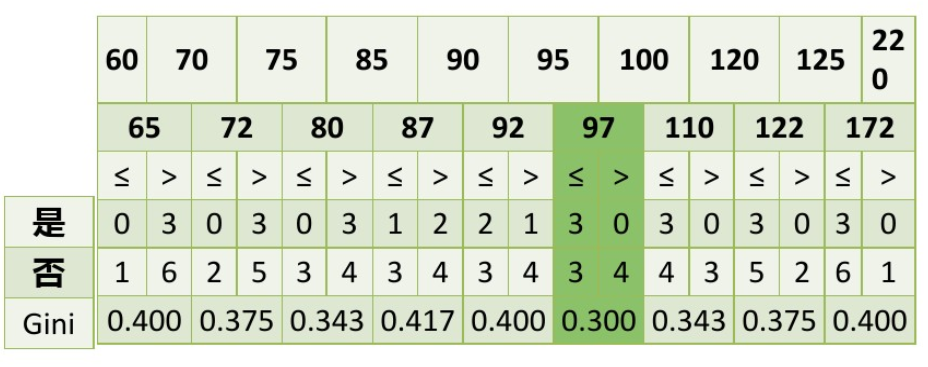 60 70 75 85 90 95 100 120 125 220
65 72 80 87 92 97 110 122 172
≤ > ≤ > ≤ > ≤ > ≤ > ≤ > ≤ > ≤ > ≤ >
是 0 3 0 3 0 3 1 2 2 1 3 0 3 0 3 0 3 0
否 1 6 2 5 3 4 3 4 3 4 3 4 4 3 5 2 6 1
Gini 0.400 0.375 0.343 0.417 0.400 0.300 0.343 0.375 0.400